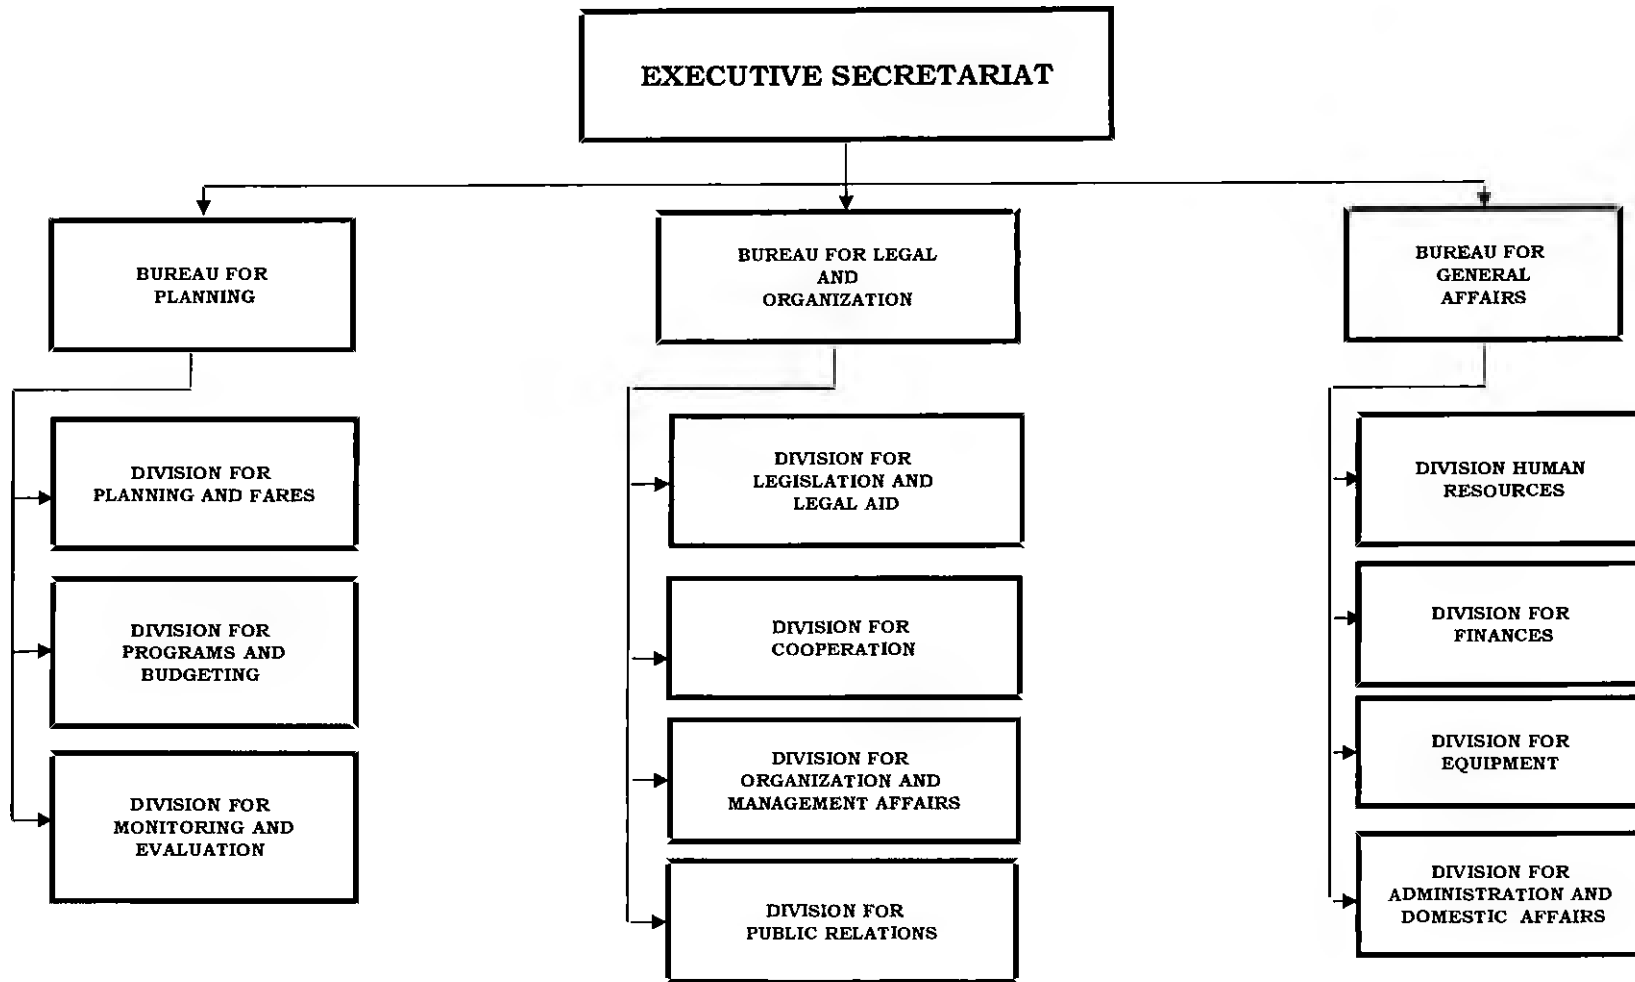 EXECUTIVE SECRETARIAT
BUREAU FOR
PLANNING
BUREAU FOR LEGAL
AND
ORGANIZATION
BUREAU FOR
GENERAL
AFFAIRS
DIVISION FOR
PLANNING AND FARES
DIVISION FOR
PROGRAMS AND
BUDGETING
DIVISION FOR
MONITORING AND
EVALUATION
DIVISION FOR
LEGISLATION AND
LEGAL AID
DIVISION FOR
COOPERATION
DIVISION FOR
ORGANIZATION AND
MANAGEMENT AFFAIRS
DIVISION FOR
PUBLIC RELATIONS
DIVISION HUMAN
RESOURCES
DIVISION FOR
FINANCES
DIVISION FOR
EQUIPMENT
DIVISION FOR
ADMINISTRATION AND
DOMESTIC AFFAIRS